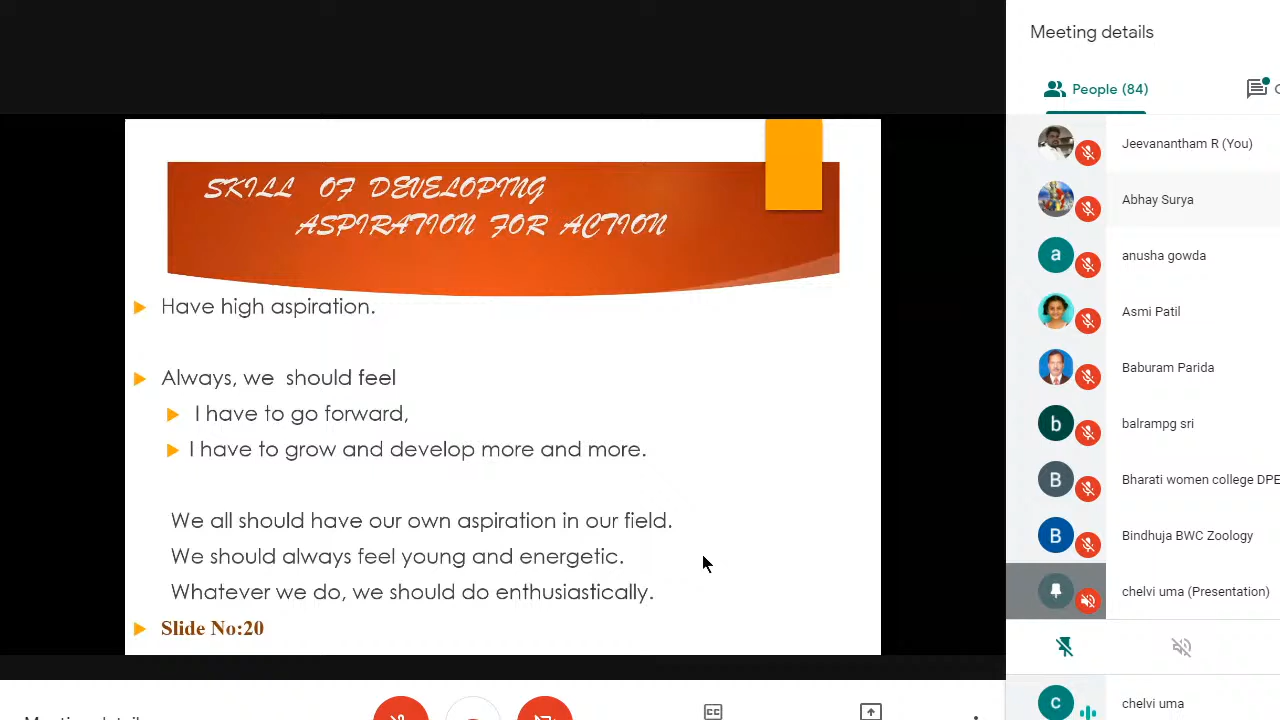 Meeting details
People (84)
SKILL OF DEVELOPING
ASPIRATION FOR ACTION
Have high aspiration.
Always, we should feel
I have to go forward,
I have to grow and develop more and more.
We all should have our own aspiration in our field.
We should always feel young and energetic.
Whatever we do, we should do enthusiastically.
Slide No:20
Jeevanantham R (You)
Abhay Surya
a
anusha gowda
Asmi Patil
Baburam Parida
b
balrampg sri
B
Bharati women college DPE
B
Bindhuja BWC Zoology
chelvi uma (Presentation)
c
chelvi uma
CC
Meeting details